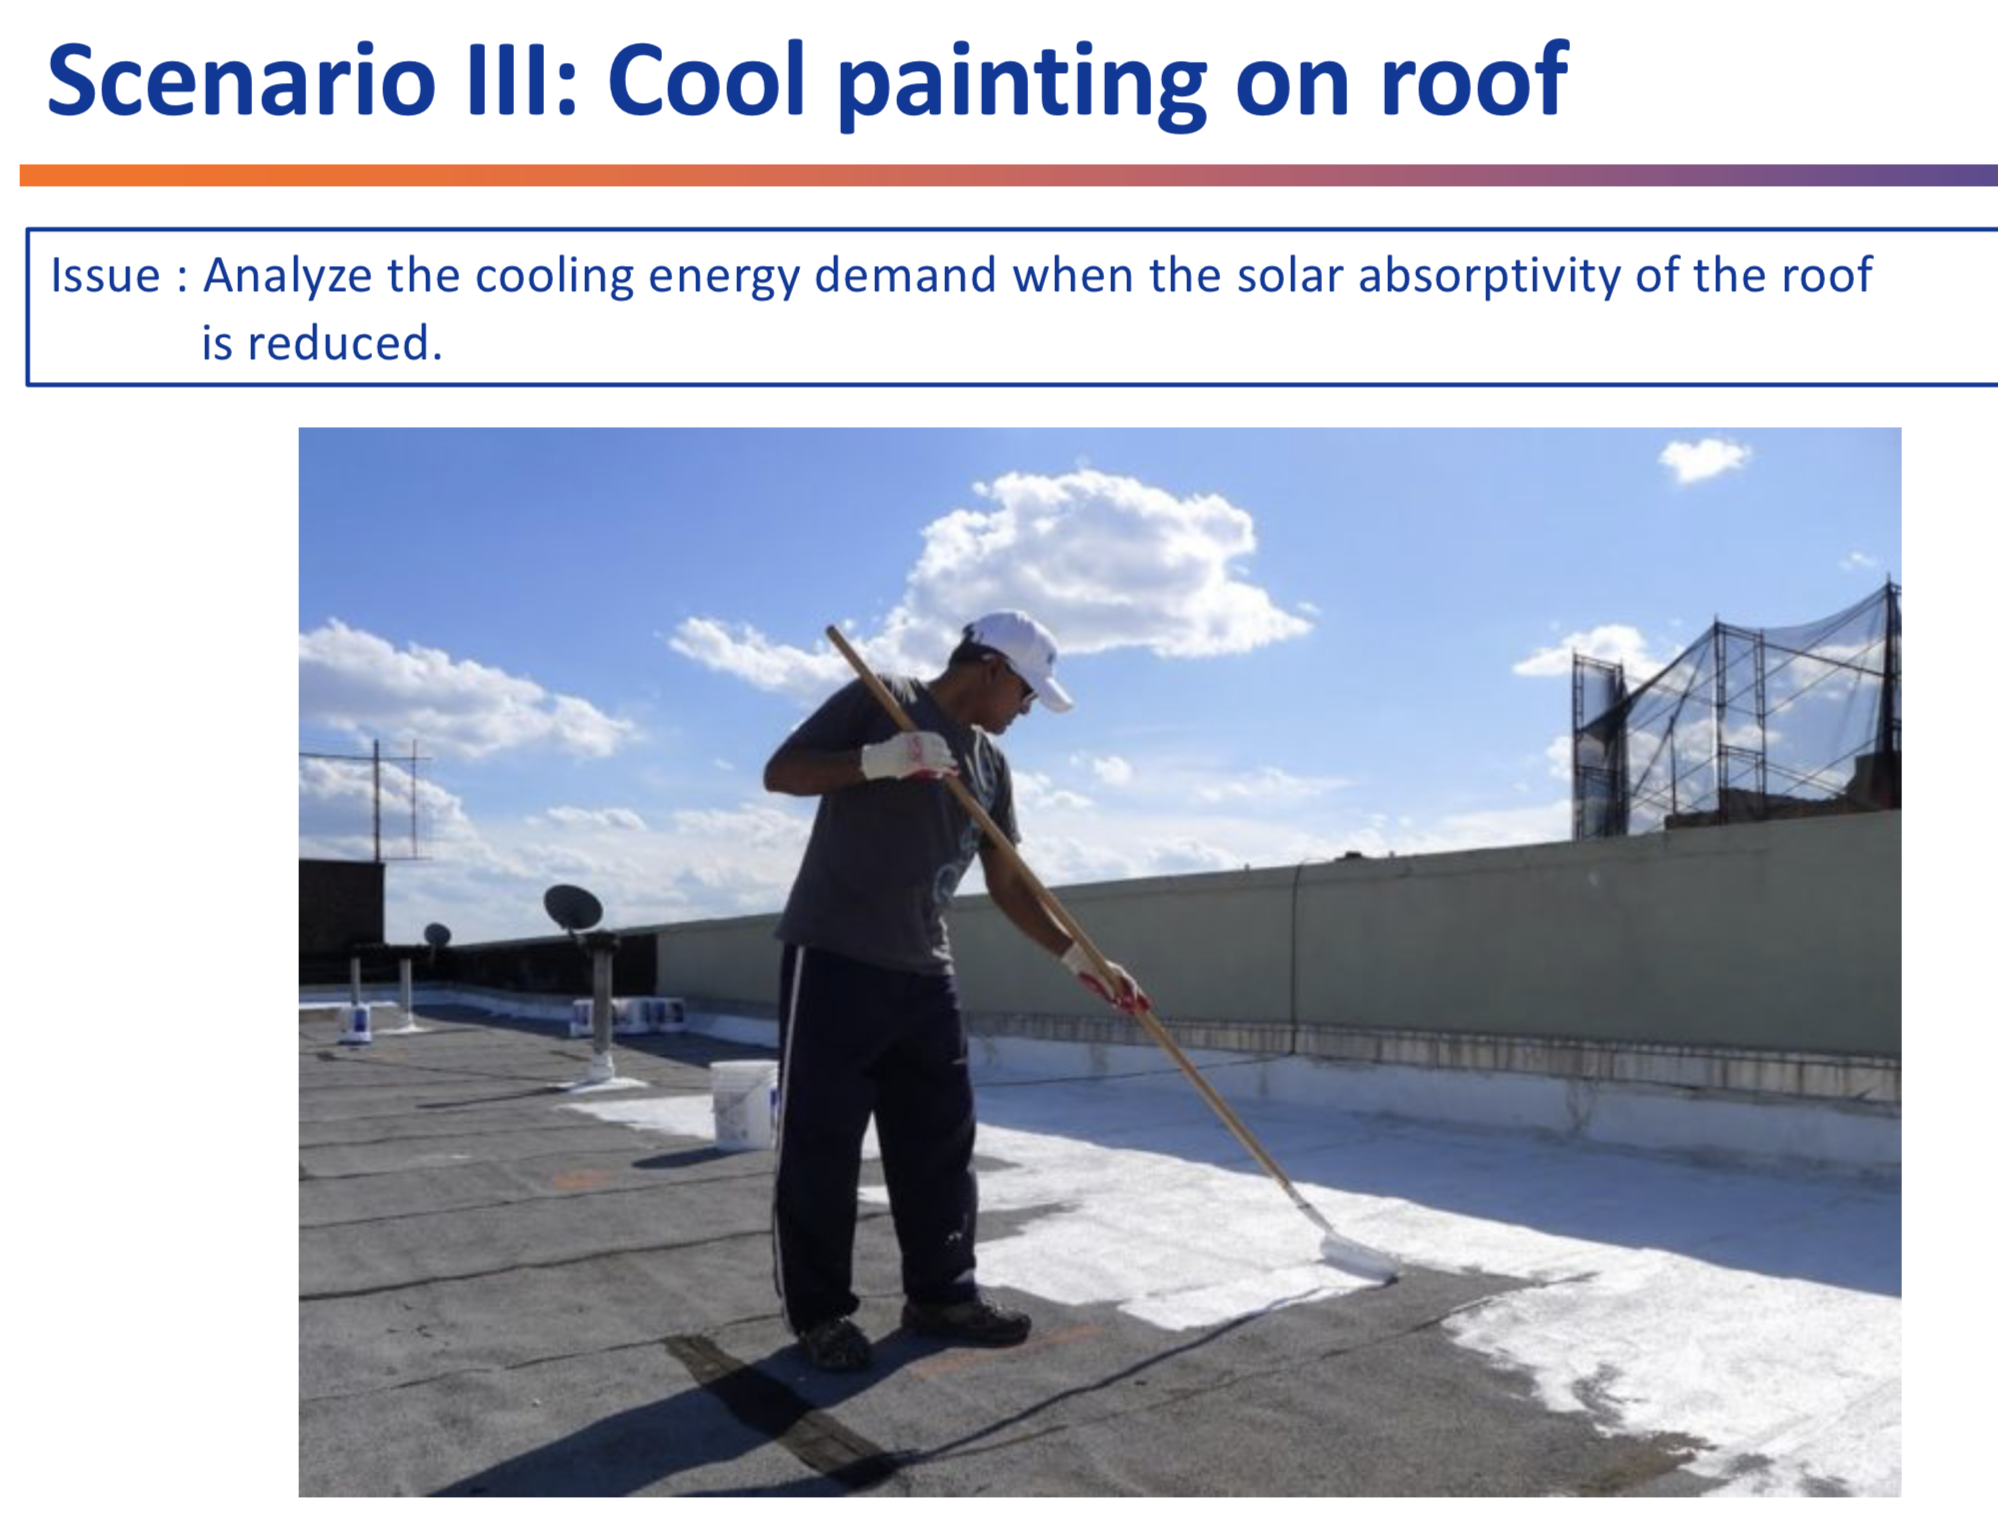 Scenario III: Cool painting on roof
Issue : Analyze the cooling energy demand when the solar absorptivity of the roof
is reduced.